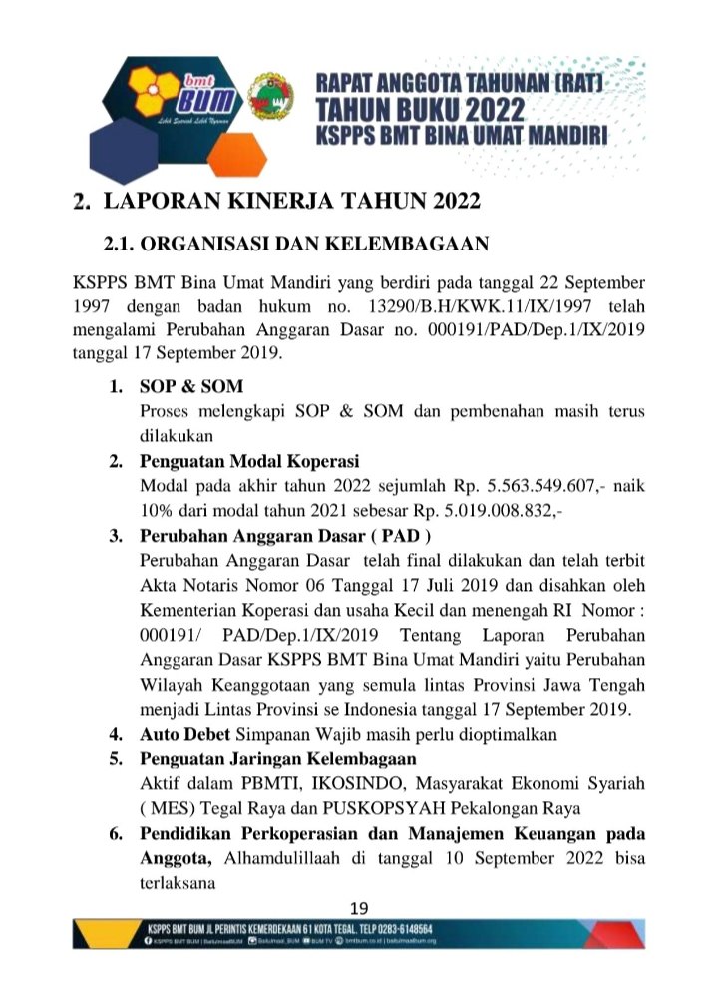 bmt
BUM
Lebih Syariah Lebih Nyaman
RAPAT ANGGOTA TAHUNAN (RAT)
TAHUN BUKU 2022
KSPPS BMT BINA UMAT MANDIRI
2. LAPORAN KINERJA TAHUN 2022
2.1. ORGANISASI DAN KELEMBAGAAN
KSPPS BMT Bina Umat Mandiri yang berdiri pada tanggal 22 September
1997 dengan badan hukum no. 13290/B.H/KWK.11/IX/1997 telah
mengalami Perubahan Anggaran Dasar no. 000191/PAD/Dep.1/IX/2019
tanggal 17 September 2019.
1. SOP & SOM
Proses melengkapi SOP & SOM dan pembenahan masih terus
dilakukan
2. Penguatan Modal Koperasi
Modal pada akhir tahun 2022 sejumlah Rp. 5.563.549.607,- naik
10% dari modal tahun 2021 sebesar Rp. 5.019.008.832,-
3. Perubahan Anggaran Dasar ( PAD )
Perubahan Anggaran Dasar telah final dilakukan dan telah terbit
Akta Notaris Nomor 06 Tanggal 17 Juli 2019 dan disahkan oleh
Kementerian Koperasi dan usaha Kecil dan menengah RI Nomor :
000191/ PAD/Dep.1/IX/2019 Tentang Laporan Perubahan
Anggaran Dasar KSPPS BMT Bina Umat Mandiri yaitu Perubahan
Wilayah Keanggotaan yang semula lintas Provinsi Jawa Tengah
menjadi Lintas Provinsi se Indonesia tanggal 17 September 2019.
4. Auto Debet Simpanan Wajib masih perlu dioptimalkan
5. Penguatan Jaringan Kelembagaan
Aktif dalam PBMTI, IKOSINDO, Masyarakat Ekonomi Syariah
( MES) Tegal Raya dan PUSKOPSYAH Pekalongan Raya
6. Pendidikan Perkoperasian dan Manajemen Keuangan pada
Anggota, Alhamdulillaah di tanggal 10 September 2022 bisa
terlaksana
19
KSPPS BMT BUM JL PERINTIS KEMERDEKAAN 61 KOTA TEGAL. TELP 0283-6148564
KSPPS BMT BUM | BaitulmaalBUM Baitulmaal_BUM BUM TV bmtbum.co.id | baitulmaalbum.org